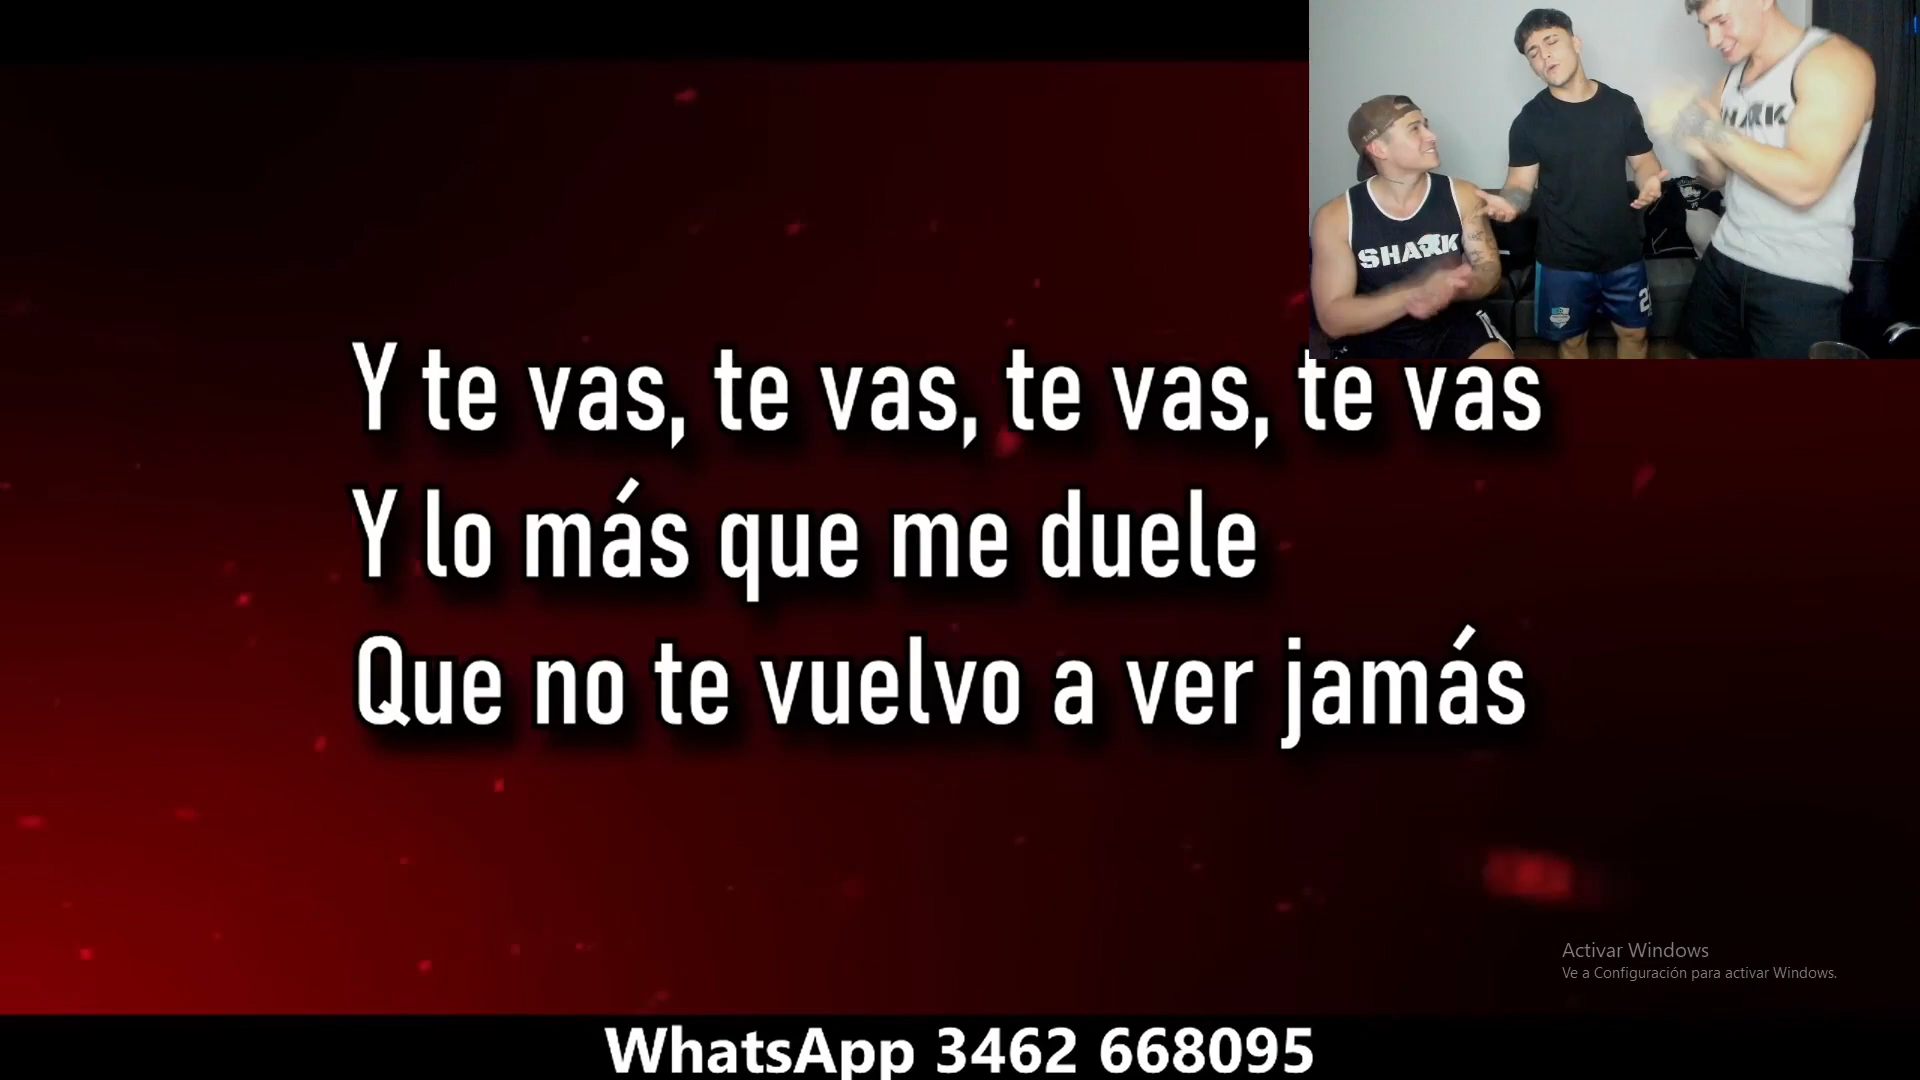 SHARK
SHARK
Y te vas, te vas, te vas, te vas
Y lo más que me duele
Que no te vuelvo a ver jamás
Activar Windows
Ve a Configuración para activar Windows.
WhatsApp 3462 668095